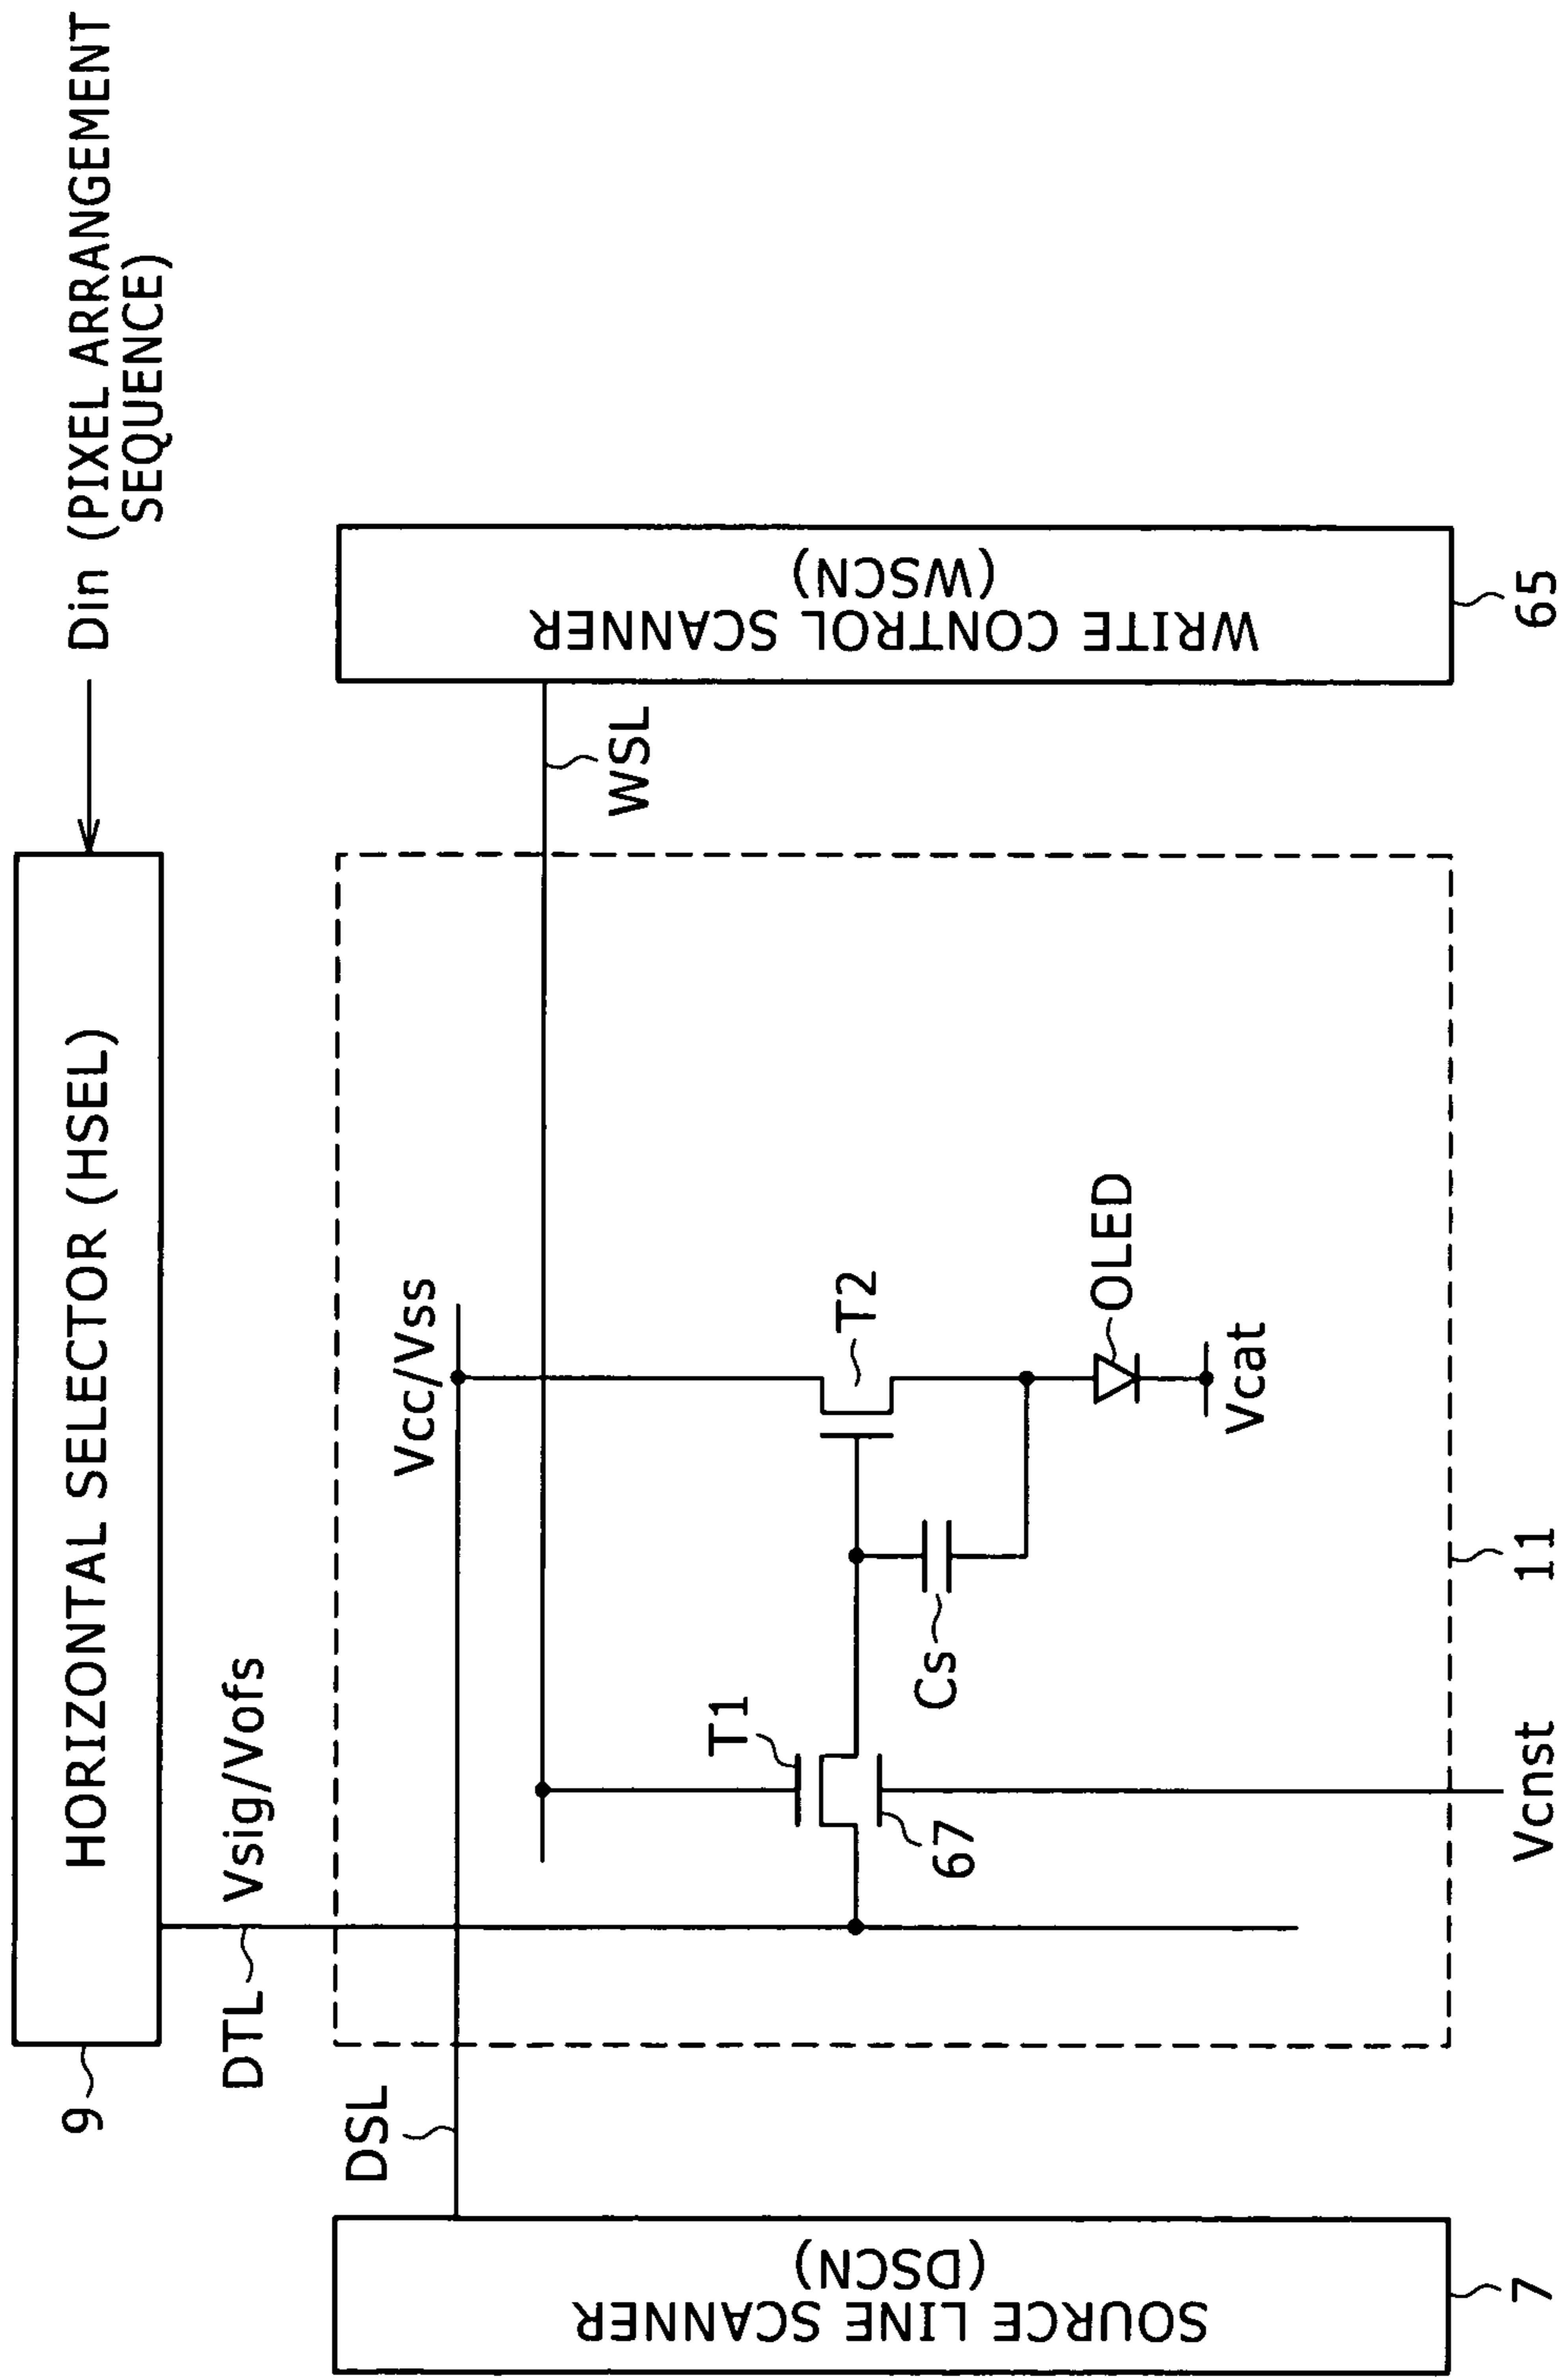 Din (PIXEL ARRANGEMENT
SEQUENCE)
HORIZONTAL SELECTOR (HSEL)
9
DTL
Vsig/Vofs
DSL
Vcc/Vss
WSL
SOURCE LINE SCANNER
(DSCN)
7
WRITE CONTROL SCANNER
(WSCN)
65
T1
67
Cs
T2
OLED
Vcat
Vcnst
11